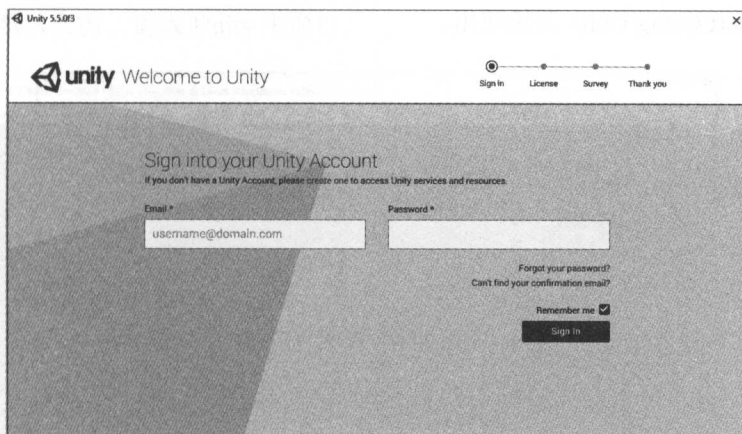 Unity 5.5.0f3
unity Welcome to Unity
Sign in License Survey Thank you
Sign into your Unity Account
If you don't have a Unity Account, please create one to access Unity services and resources.
Email * Password *
username@domain.com
Forgot your password?
Can't find your confirmation email?
Remember me
Sign In